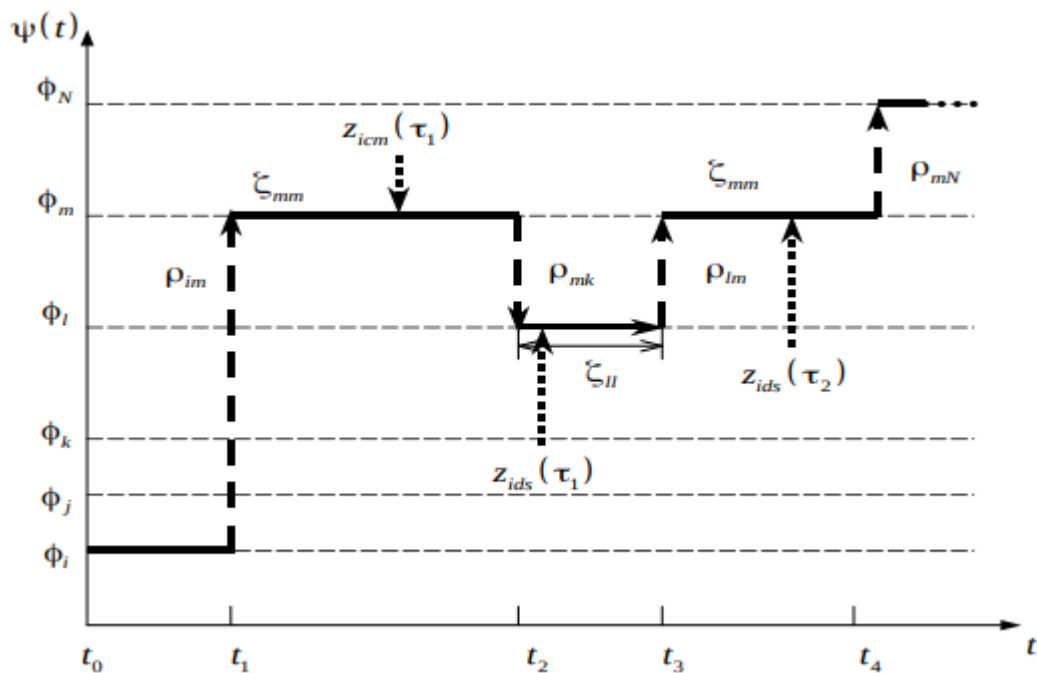 ψ(t)
ϕ_N
z_icm(τ_1)
ρ_mN
ζ_mm
ζ_mm
ϕ_m
ρ_im
ρ_mk
ρ_lm
ϕ_l
ζ_ll
z_ids(τ_2)
ϕ_k
z_ids(τ_1)
ϕ_j
ϕ_i
t_0 t_1 t_2 t_3 t_4 t